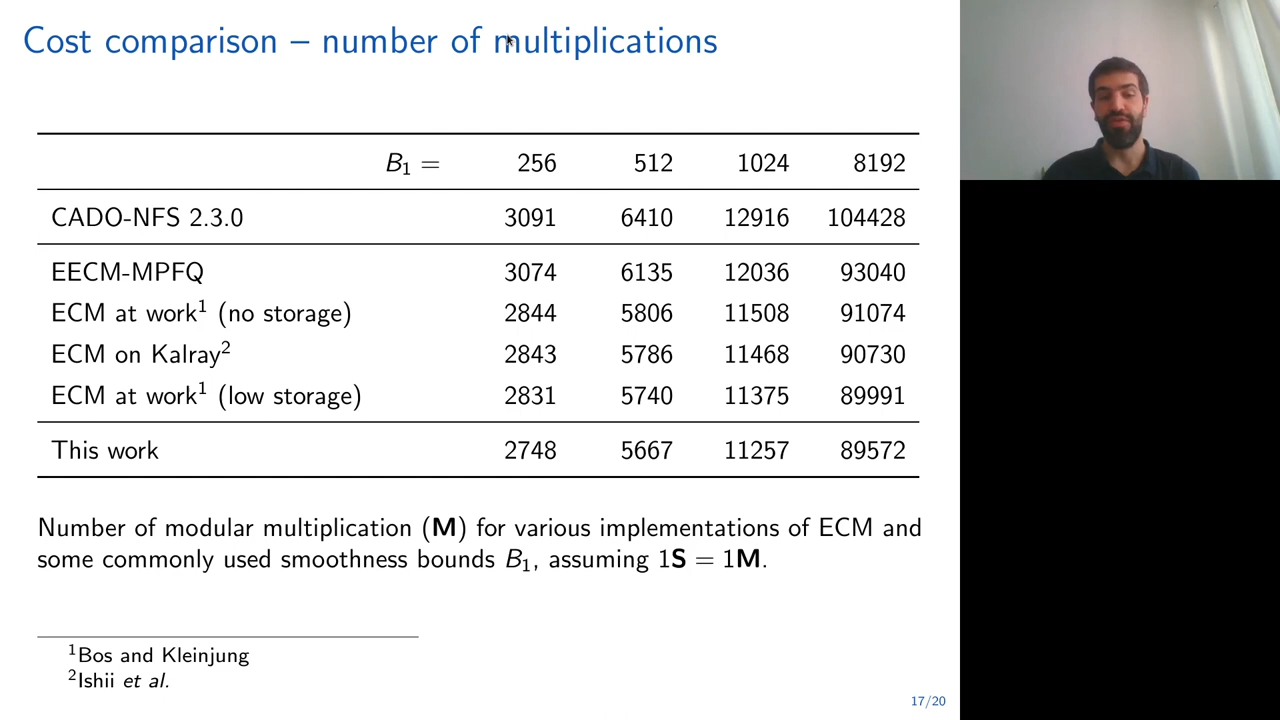 Cost comparison – number of multiplications
B₁ = 256 512 1024 8192
CADO-NFS 2.3.0 3091 6410 12916 104428
EECM-MPFQ 3074 6135 12036 93040
ECM at work¹ (no storage) 2844 5806 11508 91074
ECM on Kalray² 2843 5786 11468 90730
ECM at work¹ (low storage) 2831 5740 11375 89991
This work 2748 5667 11257 89572
Number of modular multiplication (M) for various implementations of ECM and
some commonly used smoothness bounds B₁, assuming 1S = 1M.
¹Bos and Kleinjung
²Ishii et al.
17/20